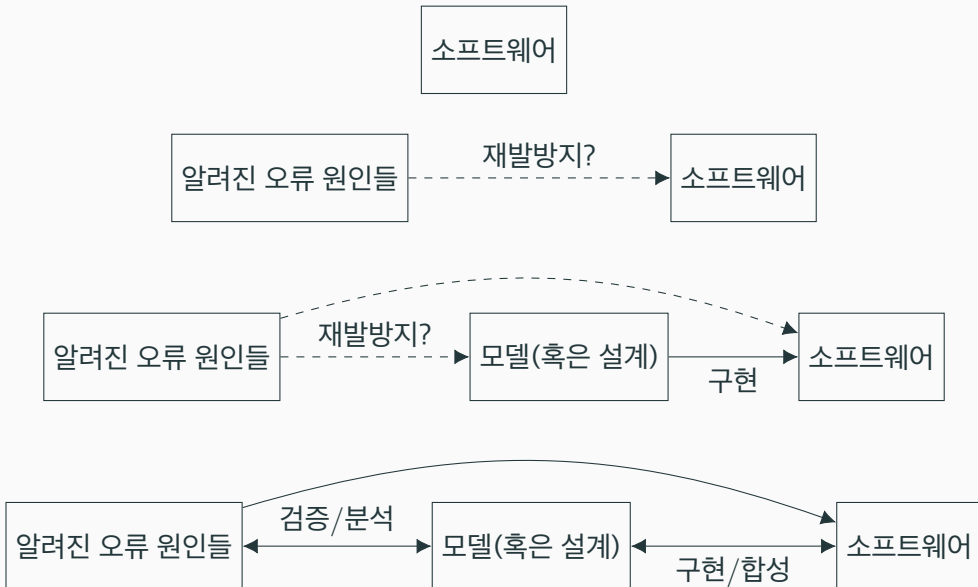 소프트웨어
알려진 오류 원인들 재발방지? 소프트웨어
알려진 오류 원인들 재발방지? 모델(혹은 설계) 구현 소프트웨어
알려진 오류 원인들 검증/분석 모델(혹은 설계) 구현/합성 소프트웨어